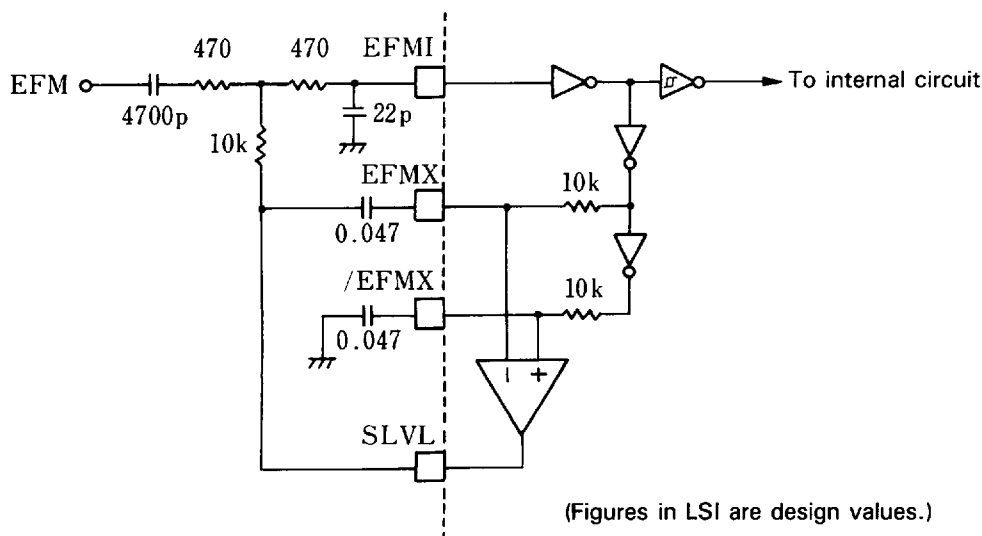 470 470 EFMI
EFM
4700p
22p
To internal circuit
10k
EFMX
10k
0.047
/EFMX
10k
0.047
− +
SLVL
(Figures in LSI are design values.)